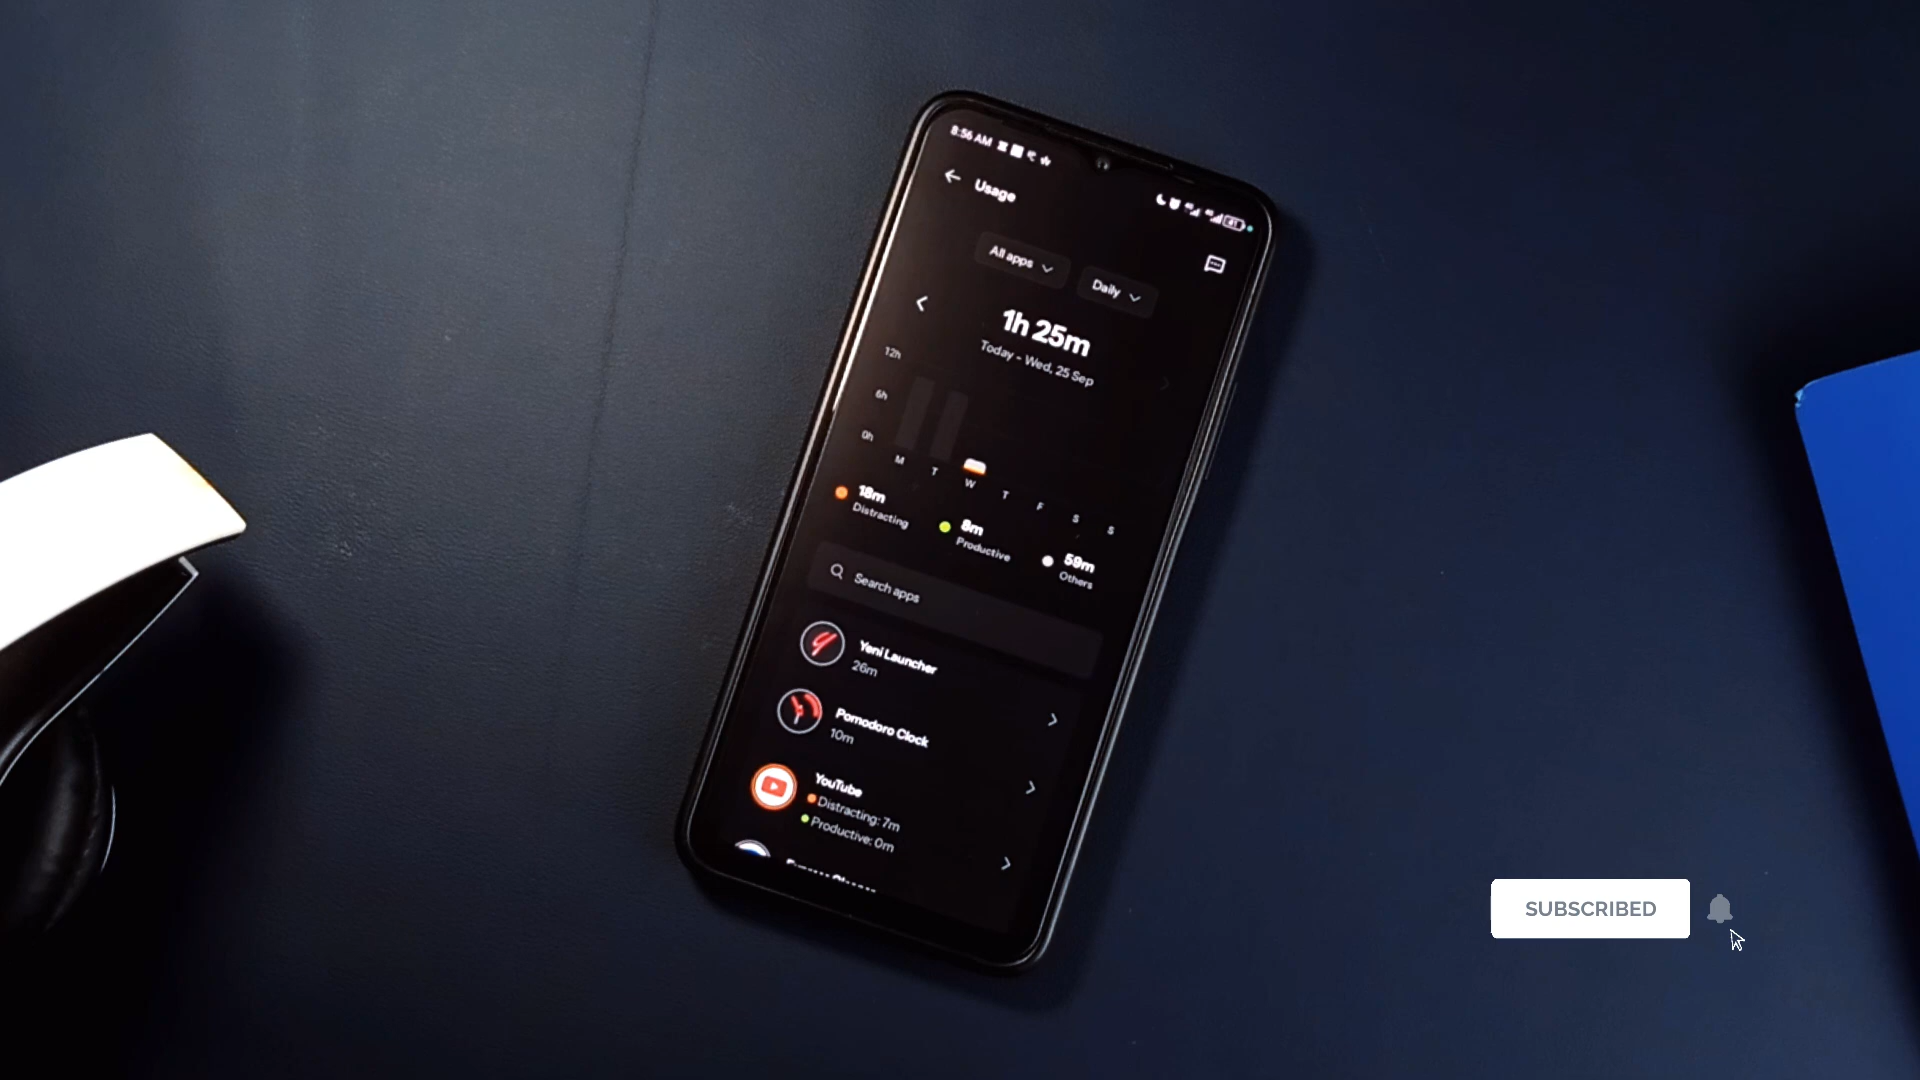 8:56 AM
Usage
All apps
Daily
1h 25m
Today - Wed, 25 Sep
12h
6h
0h
M T W T F S S
18m
Distracting
8m
Productive
59m
Others
Search apps
Yeni Launcher
26m
Pomodoro Clock
10m
YouTube
Distracting: 7m
Productive: 0m
SUBSCRIBED